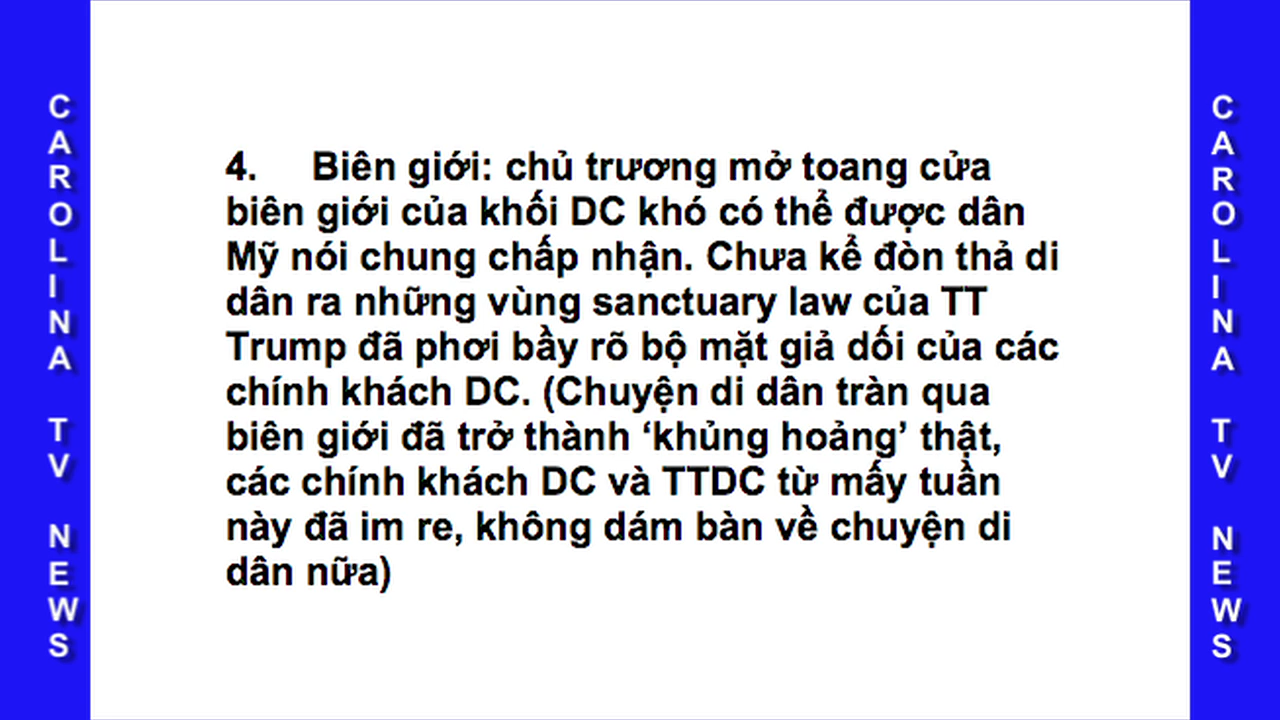 CAROLINA TV NEWS
4. Biên giới: chủ trương mở toang cửa
biên giới của khối DC khó có thể được dân
Mỹ nói chung chấp nhận. Chưa kể đòn thả di
dân ra những vùng sanctuary law của TT
Trump đã phơi bầy rõ bộ mặt giả dối của các
chính khách DC. (Chuyện di dân tràn qua
biên giới đã trở thành ‘khủng hoảng’ thật,
các chính khách DC và TTDC từ mấy tuần
này đã im re, không dám bàn về chuyện di
dân nữa)
CAROLINA TV NEWS